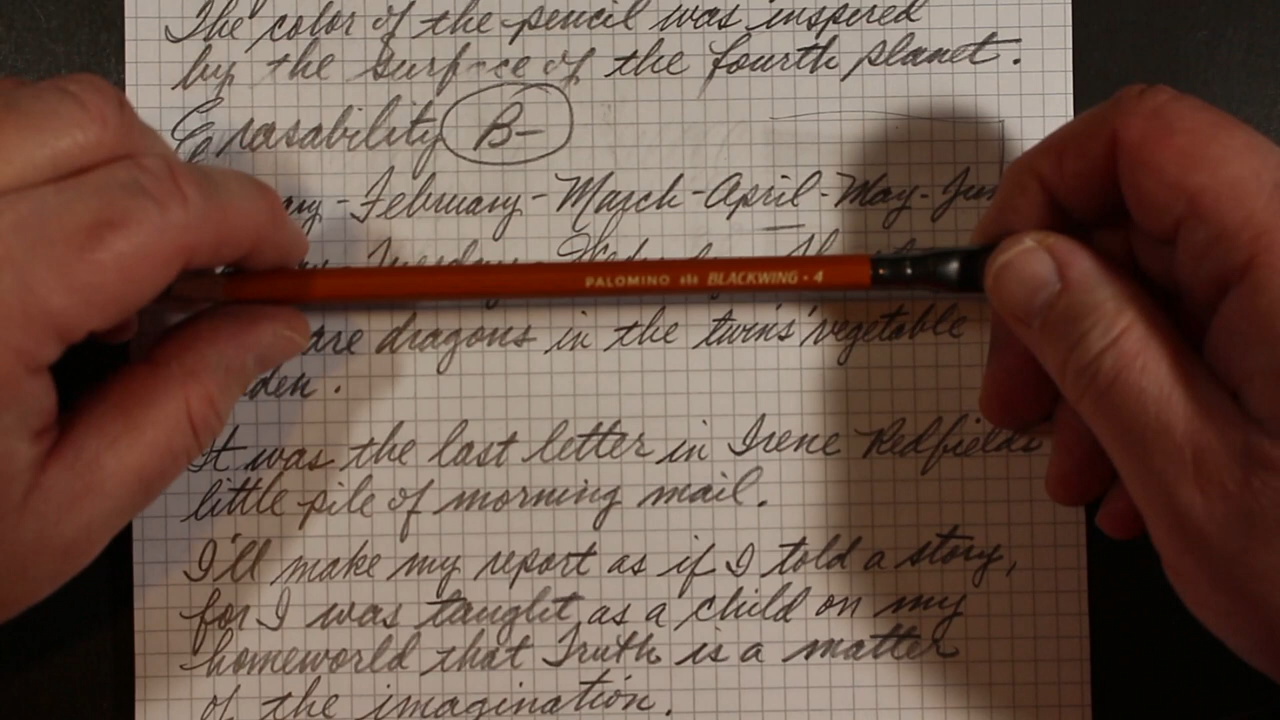 The color of the pencil was inspired
by the surface of the fourth planet.
Erasability B-
-February-March-April-May-Jun
PALOMINO BLACKWING - 4
are dragons in the twins' vegetable
den.
It was the last letter in Irene Redfield's
little pile of morning mail.
I'll make my report as if I told a story,
for I was taught as a child on my
homeworld that Truth is a matter
of the imagination.